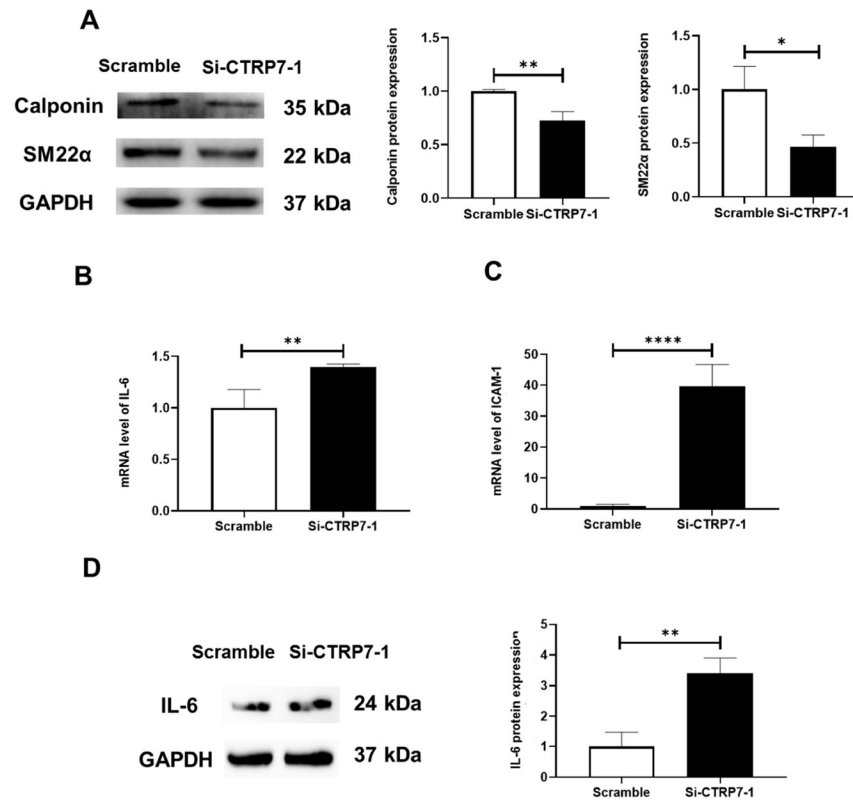 A
Scramble Si-CTRP7-1
Calponin 35 kDa
SM22α 22 kDa
GAPDH 37 kDa
Calponin protein expression
1.5
1.0
0.5
0.0
**
Scramble Si-CTRP7-1
SM22α protein expression
1.5
1.0
0.5
0.0
*
Scramble Si-CTRP7-1
B
mRNA level of IL-6
1.5
1.0
0.5
0.0
**
Scramble Si-CTRP7-1
C
mRNA level of ICAM-1
50
40
30
20
10
0
****
Scramble Si-CTRP7-1
D
Scramble Si-CTRP7-1
IL-6 24 kDa
GAPDH 37 kDa
IL-6 protein expression
5
4
3
2
1
0
**
Scramble Si-CTRP7-1